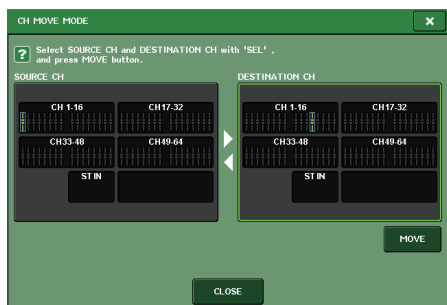 CH MOVE MODE
×
? Select SOURCE CH and DESTINATION CH with 'SEL' ,
and press MOVE button.
SOURCE CH
DESTINATION CH
CH 1-16
CH17-32
CH33-48
CH49-64
ST IN
CH 1-16
CH17-32
CH33-48
CH49-64
ST IN
MOVE
CLOSE